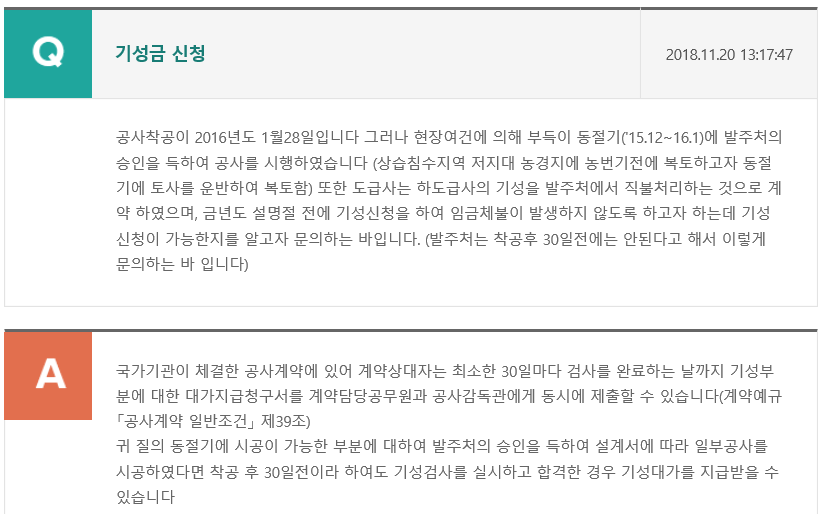 Q
기성금 신청
2018.11.20 13:17:47
공사착공이 2016년도 1월28일입니다 그러나 현장여건에 의해 부득이 동절기('15.12~16.1)에 발주처의
승인을 득하여 공사를 시행하였습니다 (상습침수지역 저지대 농경지에 농번기전에 복토하고자 동절
기에 토사를 운반하여 복토함) 또한 도급사는 하도급사의 기성을 발주처에서 직불처리하는 것으로 계
약 하였으며, 금년도 설명절 전에 기성신청을 하여 임금체불이 발생하지 않도록 하고자 하는데 기성
신청이 가능한지를 알고자 문의하는 바입니다. (발주처는 착공후 30일전에는 안된다고 해서 이렇게
문의하는 바 입니다)
A
국가기관이 체결한 공사계약에 있어 계약상대자는 최소한 30일마다 검사를 완료하는 날까지 기성부
분에 대한 대가지급청구서를 계약담당공무원과 공사감독관에게 동시에 제출할 수 있습니다(계약예규
「공사계약 일반조건」 제39조)
귀 질의 동절기에 시공이 가능한 부분에 대하여 발주처의 승인을 득하여 설계서에 따라 일부공사를
시공하였다면 착공 후 30일전이라 하여도 기성검사를 실시하고 합격한 경우 기성대가를 지급받을 수
있습니다